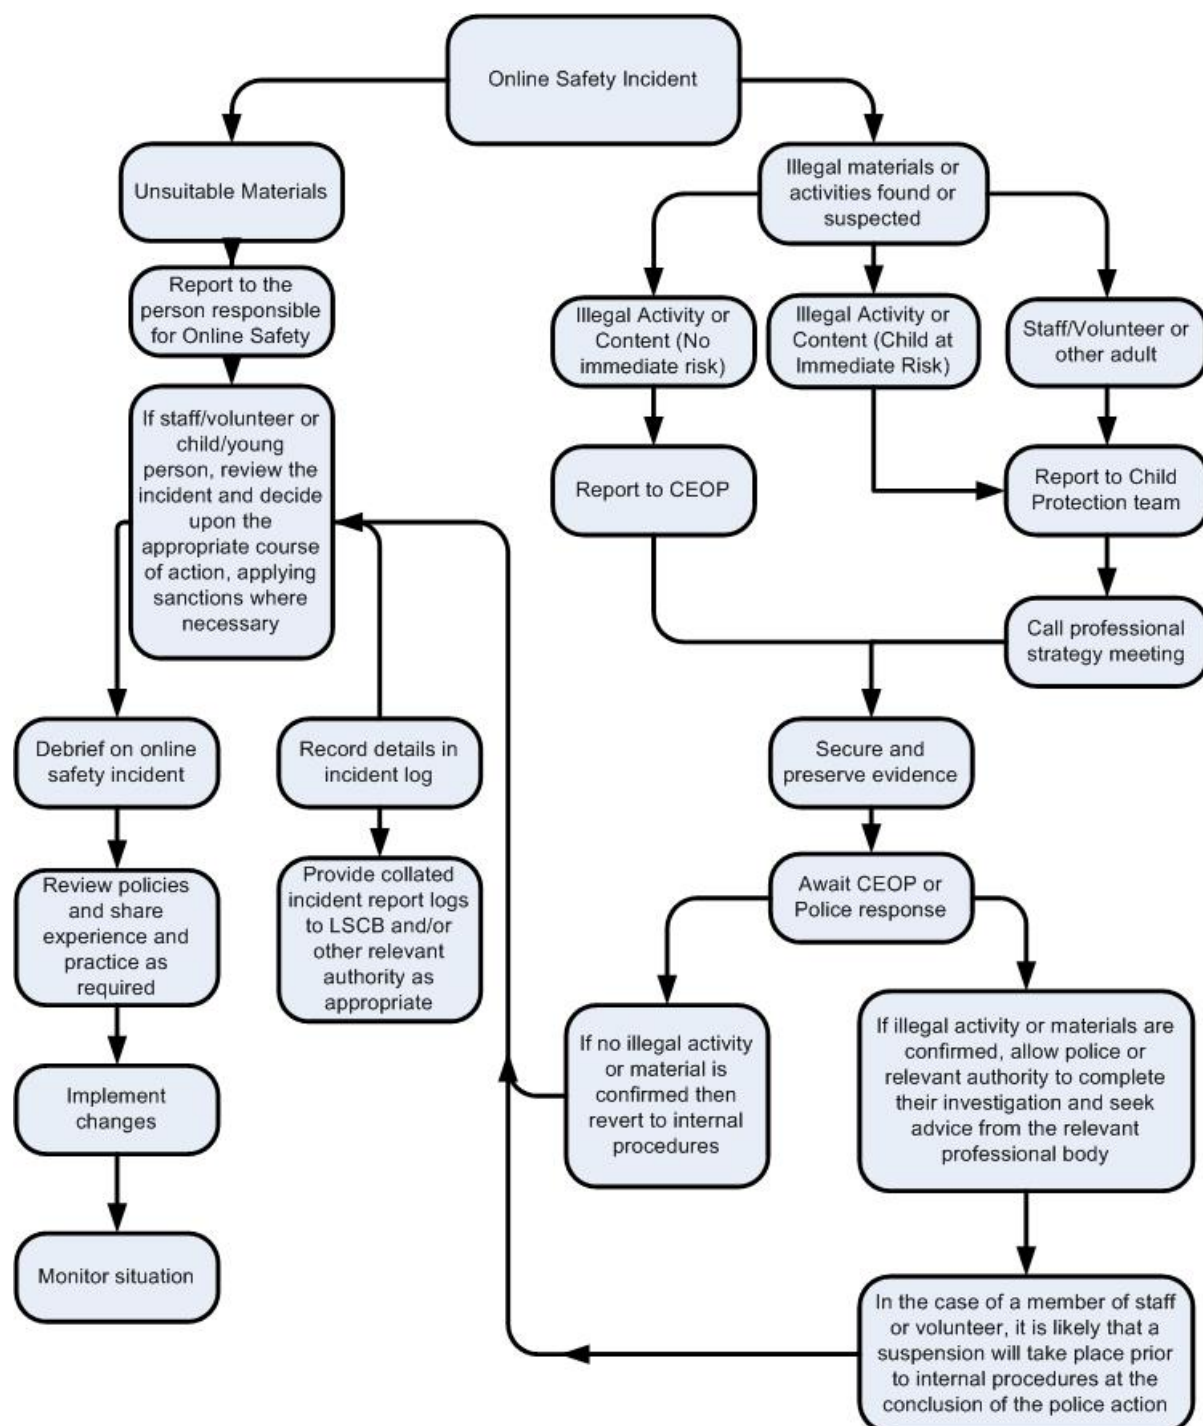 Online Safety Incident
Unsuitable Materials
Illegal materials or
activities found or
suspected
Report to the
person responsible
for Online Safety
Illegal Activity or
Content (No
immediate risk)
Illegal Activity or
Content (Child at
Immediate Risk)
Staff/Volunteer or
other adult
If staff/volunteer or
child/young
person, review the
incident and decide
upon the
appropriate course
of action, applying
sanctions where
necessary
Report to CEOP
Report to Child
Protection team
Call professional
strategy meeting
Debrief on online
safety incident
Record details in
incident log
Secure and
preserve evidence
Review policies
and share
experience and
practice as
required
Provide collated
incident report logs
to LSCB and/or
other relevant
authority as
appropriate
Await CEOP or
Police response
If no illegal activity
or material is
confirmed then
revert to internal
procedures
If illegal activity or materials are
confirmed, allow police or
relevant authority to complete
their investigation and seek
advice from the relevant
professional body
Implement
changes
Monitor situation
In the case of a member of staff
or volunteer, it is likely that a
suspension will take place prior
to internal procedures at the
conclusion of the police action